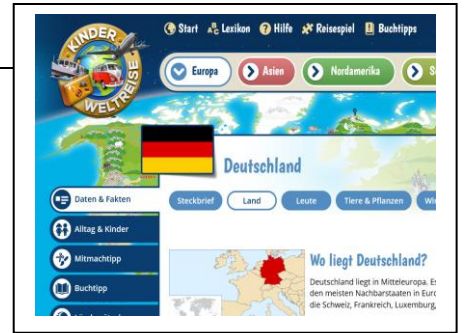 KINDER
WELTREISE
Start Lexikon Hilfe Reisespiel Buchtipps
Europa Asien Nordamerika
Deutschland
Steckbrief Land Leute Tiere & Pflanzen
Daten & Fakten
Alltag & Kinder
Mitmachtipp
Buchtipp
Wo liegt Deutschland?
Deutschland liegt in Mitteleuropa.
den meisten Nachbarstaaten in
die Schweiz, Frankreich, Luxemburg,